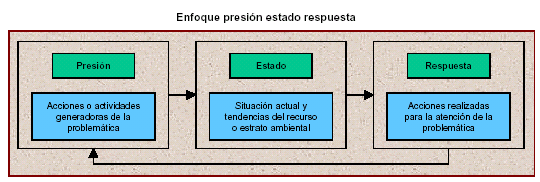 Enfoque presión estado respuesta
Presión
Acciones o actividades
generadoras de la
problemática
Estado
Situación actual y
tendencias del recurso
o estrato ambiental
Respuesta
Acciones realizadas
para la atención de la
problemática